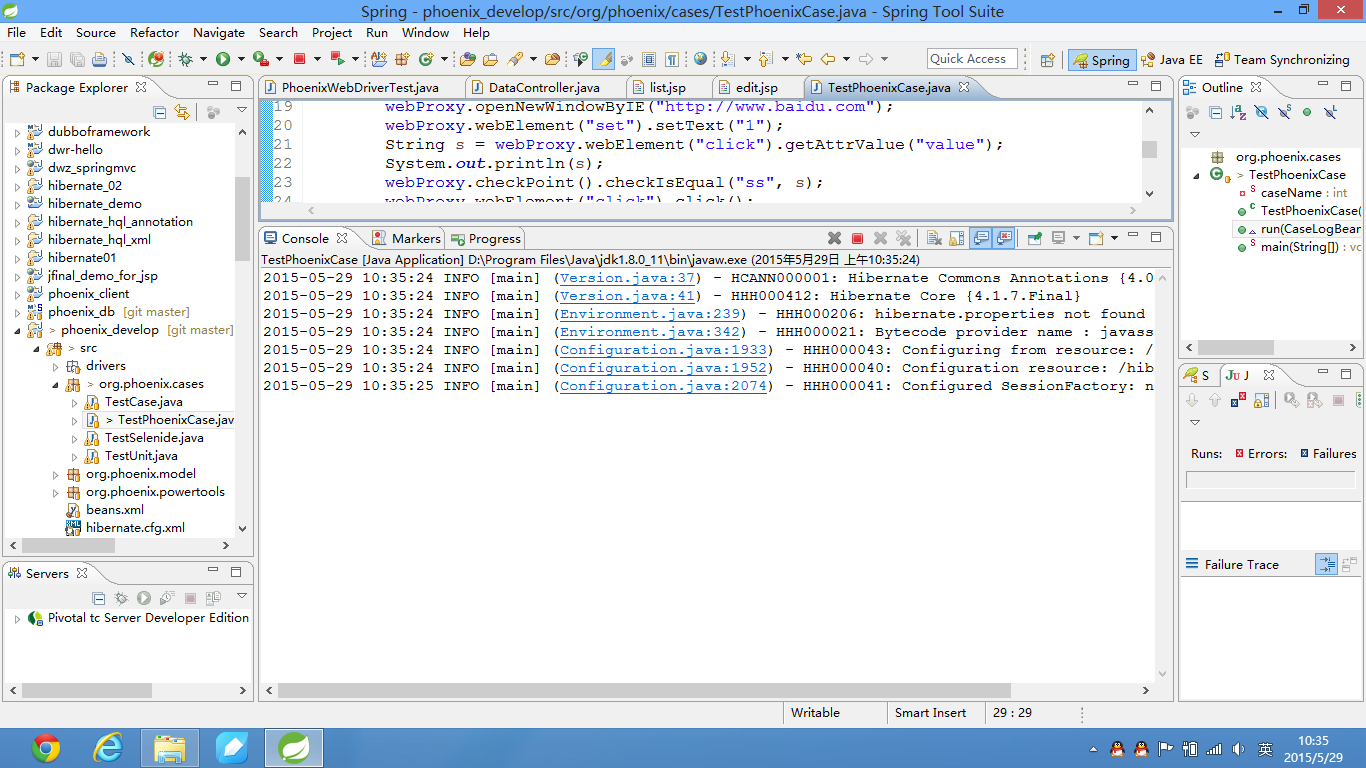 Spring - phoenix_develop/src/org/phoenix/cases/TestPhoenixCase.java - Spring Tool Suite
File Edit Source Refactor Navigate Search Project Run Window Help
Quick Access
Spring
Java EE
Team Synchronizing
Package Explorer
dubboframework
dwr-hello
dwz_springmvc
hibernate_02
hibernate_demo
hibernate_hql_annotation
hibernate_hql_xml
hibernate01
jfinal_demo_for_jsp
phoenix_client
phoenix_db [git master]
> phoenix_develop [git master]
> src
drivers
> org.phoenix.cases
TestCase.java
> TestPhoenixCase.jav
TestSelenide.java
TestUnit.java
org.phoenix.model
org.phoenix.powertools
beans.xml
hibernate.cfg.xml
Servers
Pivotal tc Server Developer Edition
PhoenixWebDriverTest.java
DataController.java
list.jsp
edit.jsp
TestPhoenixCase.java
19 webProxy.openNewWindowByIE("http://www.baidu.com");
20 webProxy.webElement("set").setText("1");
21 String s = webProxy.webElement("click").getAttrValue("value");
22 System.out.println(s);
23 webProxy.checkPoint().checkIsEqual("ss", s);
24 webProxy.webElement("click").click();
Console
Markers
Progress
TestPhoenixCase [Java Application] D:\Program Files\Java\jdk1.8.0_11\bin\javaw.exe (2015年5月29日 上午10:35:24)
2015-05-29 10:35:24 INFO [main] (Version.java:37) - HCANN000001: Hibernate Commons Annotations {4.0
2015-05-29 10:35:24 INFO [main] (Version.java:41) - HHH000412: Hibernate Core {4.1.7.Final}
2015-05-29 10:35:24 INFO [main] (Environment.java:239) - HHH000206: hibernate.properties not found
2015-05-29 10:35:24 INFO [main] (Environment.java:342) - HHH000021: Bytecode provider name : javass
2015-05-29 10:35:24 INFO [main] (Configuration.java:1933) - HHH000043: Configuring from resource: /
2015-05-29 10:35:24 INFO [main] (Configuration.java:1952) - HHH000040: Configuration resource: /hib
2015-05-29 10:35:25 INFO [main] (Configuration.java:2074) - HHH000041: Configured SessionFactory: n
Outline
org.phoenix.cases
> TestPhoenixCase
caseName : int
TestPhoenixCase(
run(CaseLogBear
main(String[]) : vc
S
Ju J
Runs: Errors: Failures
Failure Trace
Writable
Smart Insert
29 : 29
英
10:35
2015/5/29